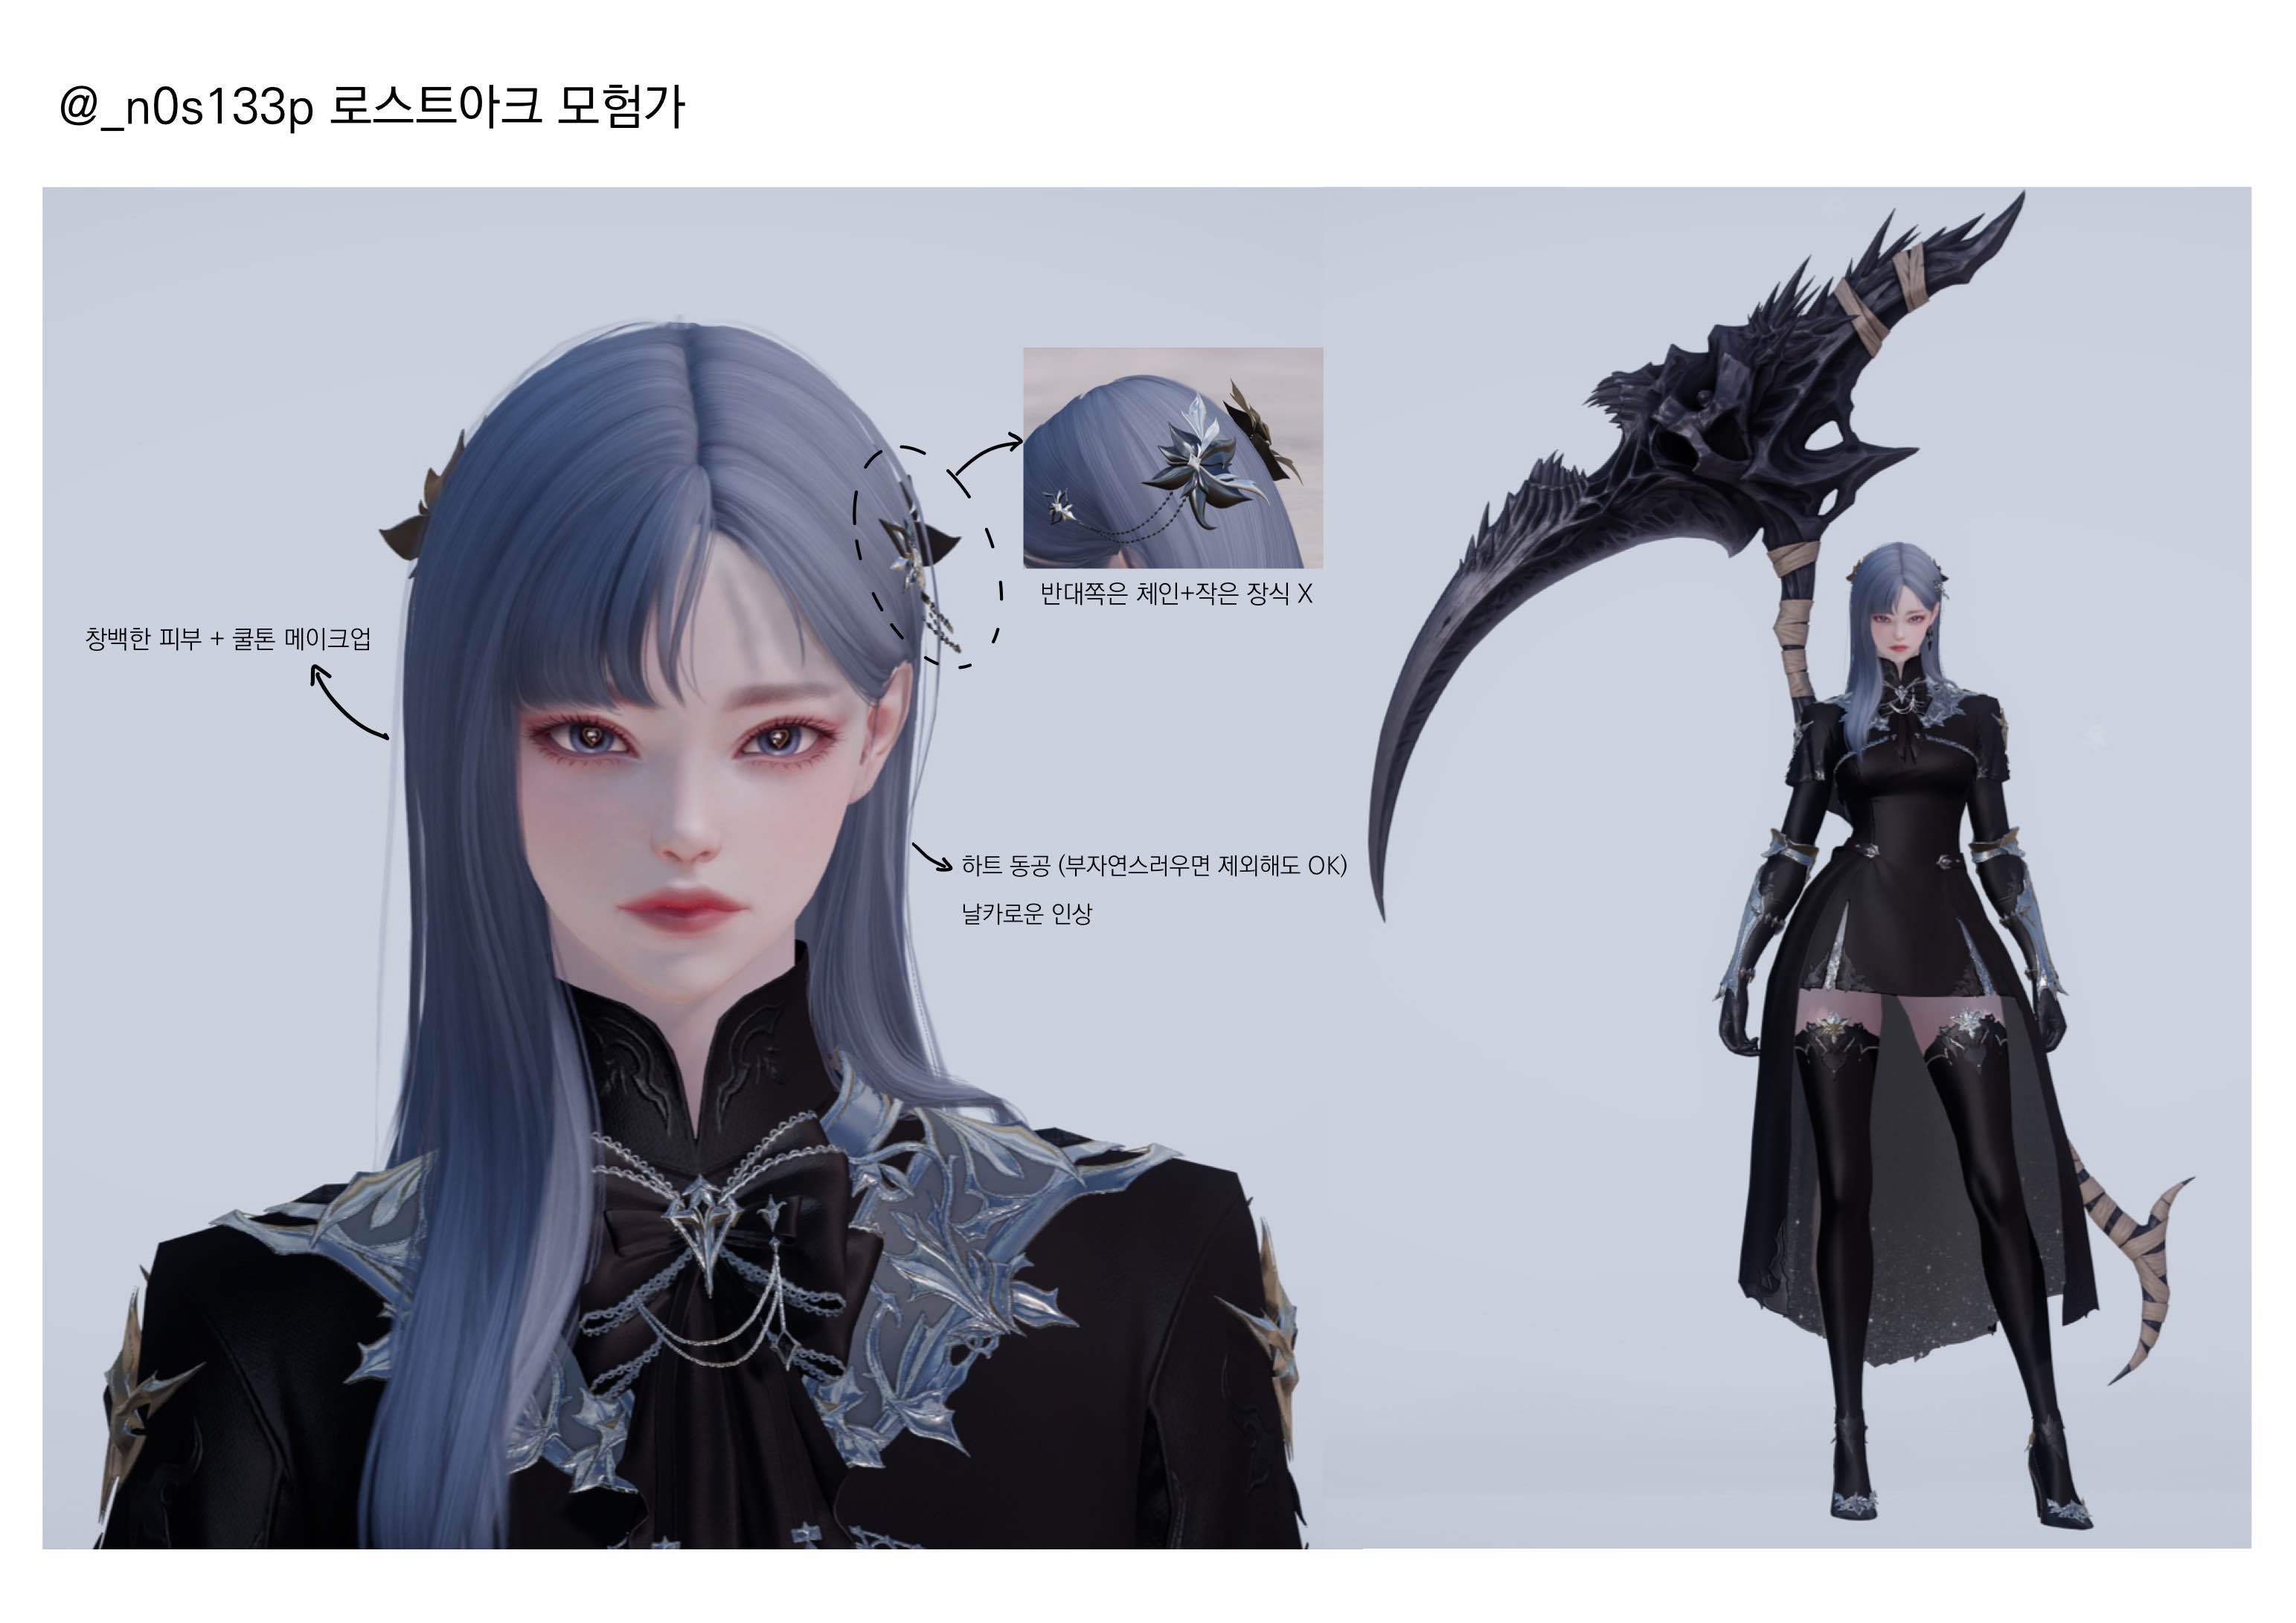 @_n0s133p 로스트아크 모험가
반대쪽은 체인+작은 장식 X
창백한 피부 + 쿨톤 메이크업
하트 동공 (부자연스러우면 제외해도 OK)
날카로운 인상